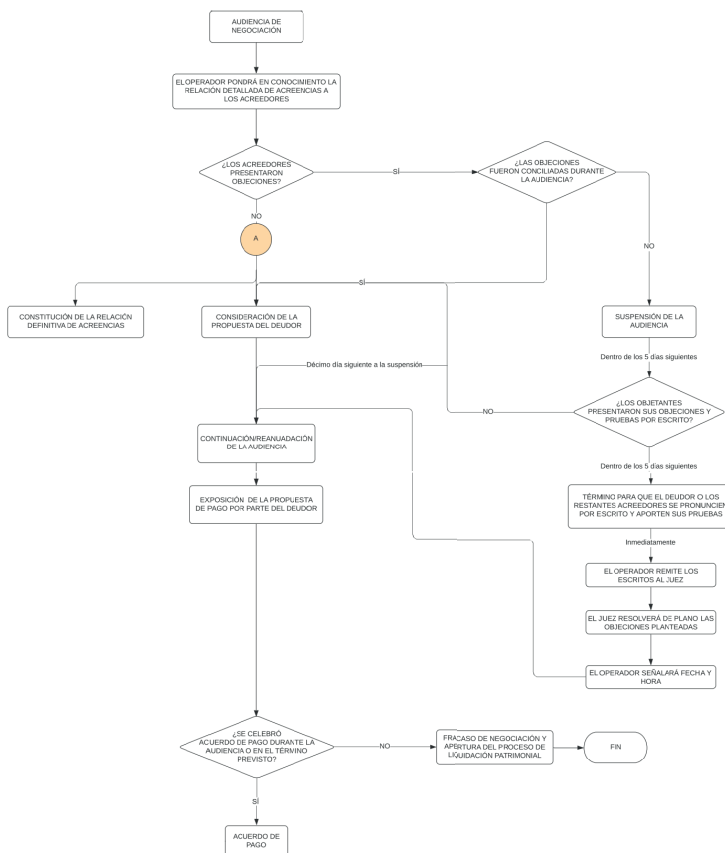 AUDIENCIA DE
NEGOCIACIÓN
EL OPERADOR PONDRÁ EN CONOCIMIENTO LA
RELACIÓN DETALLADA DE ACREENCIAS A
LOS ACREEDORES
¿LOS ACREEDORES
PRESENTARON
OBJECIONES?
SÍ
¿LAS OBJECIONES
FUERON CONCILIADAS DURANTE
LA AUDIENCIA?
NO
A
NO
SÍ
CONSTITUCIÓN DE LA RELACIÓN
DEFINITIVA DE ACREENCIAS
CONSIDERACIÓN DE LA
PROPUESTA DEL DEUDOR
SUSPENSIÓN DE LA
AUDIENCIA
Dentro de los 5 días siguientes
Décimo día siguiente a la suspensión
¿LOS OBJETANTES
PRESENTARON SUS OBJECIONES Y
PRUEBAS POR ESCRITO?
NO
CONTINUACIÓN/REANUADACIÓN
DE LA AUDIENCIA
Dentro de los 5 días siguientes
EXPOSICIÓN DE LA PROPUESTA
DE PAGO POR PARTE DEL DEUDOR
TÉRMINO PARA QUE EL DEUDOR O LOS
RESTANTES ACREEDORES SE PRONUNCIEN
POR ESCRITO Y APORTEN SUS PRUEBAS
Inmediatamente
EL OPERADOR REMITE LOS
ESCRITOS AL JUEZ
EL JUEZ RESOLVERÁ DE PLANO LAS
OBJECIONES PLANTEADAS
EL OPERADOR SEÑALARÁ FECHA Y
HORA
¿SE CELEBRÓ
ACUERDO DE PAGO DURANTE LA
AUDIENCIA O EN EL TÉRMINO
PREVISTO?
NO
FRACASO DE NEGOCIACIÓN Y
APERTURA DEL PROCESO DE
LIQUIDACIÓN PATRIMONIAL
FIN
SÍ
ACUERDO DE
PAGO